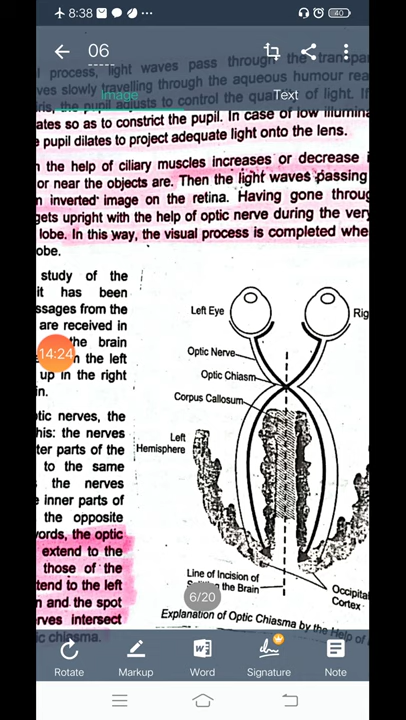 8:38
40
06
Image
Text
l process, light waves pass through the transpar
ves slowly travelling through the aqueous humour rea
iris, the pupil adjusts to control the quantity of light. If
ates so as to constrict the pupil. In case of low illumina
e pupil dilates to project adequate light onto the lens.
n the help of ciliary muscles increases or decrease
or near the objects are. Then the light waves passing
n inverted image on the retina. Having gone throug
gets upright with the help of optic nerve during the very
lobe. In this way, the visual process is completed whe
obe.
study of the
it has been
ssages from the
are received in
the brain
14:24
n the left
up in the right
in.
Left Eye
Rig
Optic Nerve
Optic Chiasm
Corpus Callosum
Left
Hemisphere
ptic nerves, the
his: the nerves
ter parts of the
to the same
the nerves
e inner parts of
the opposite
words, the optic
extend to the
those of the
tend to the left
n and the spot
rves intersect
ic chiasma.
Line of Incision of
the Brain
6/20
Occipital
Cortex
Explanation of Optic Chiasma by the Help of
Rotate
Markup
Word
Signature
Note